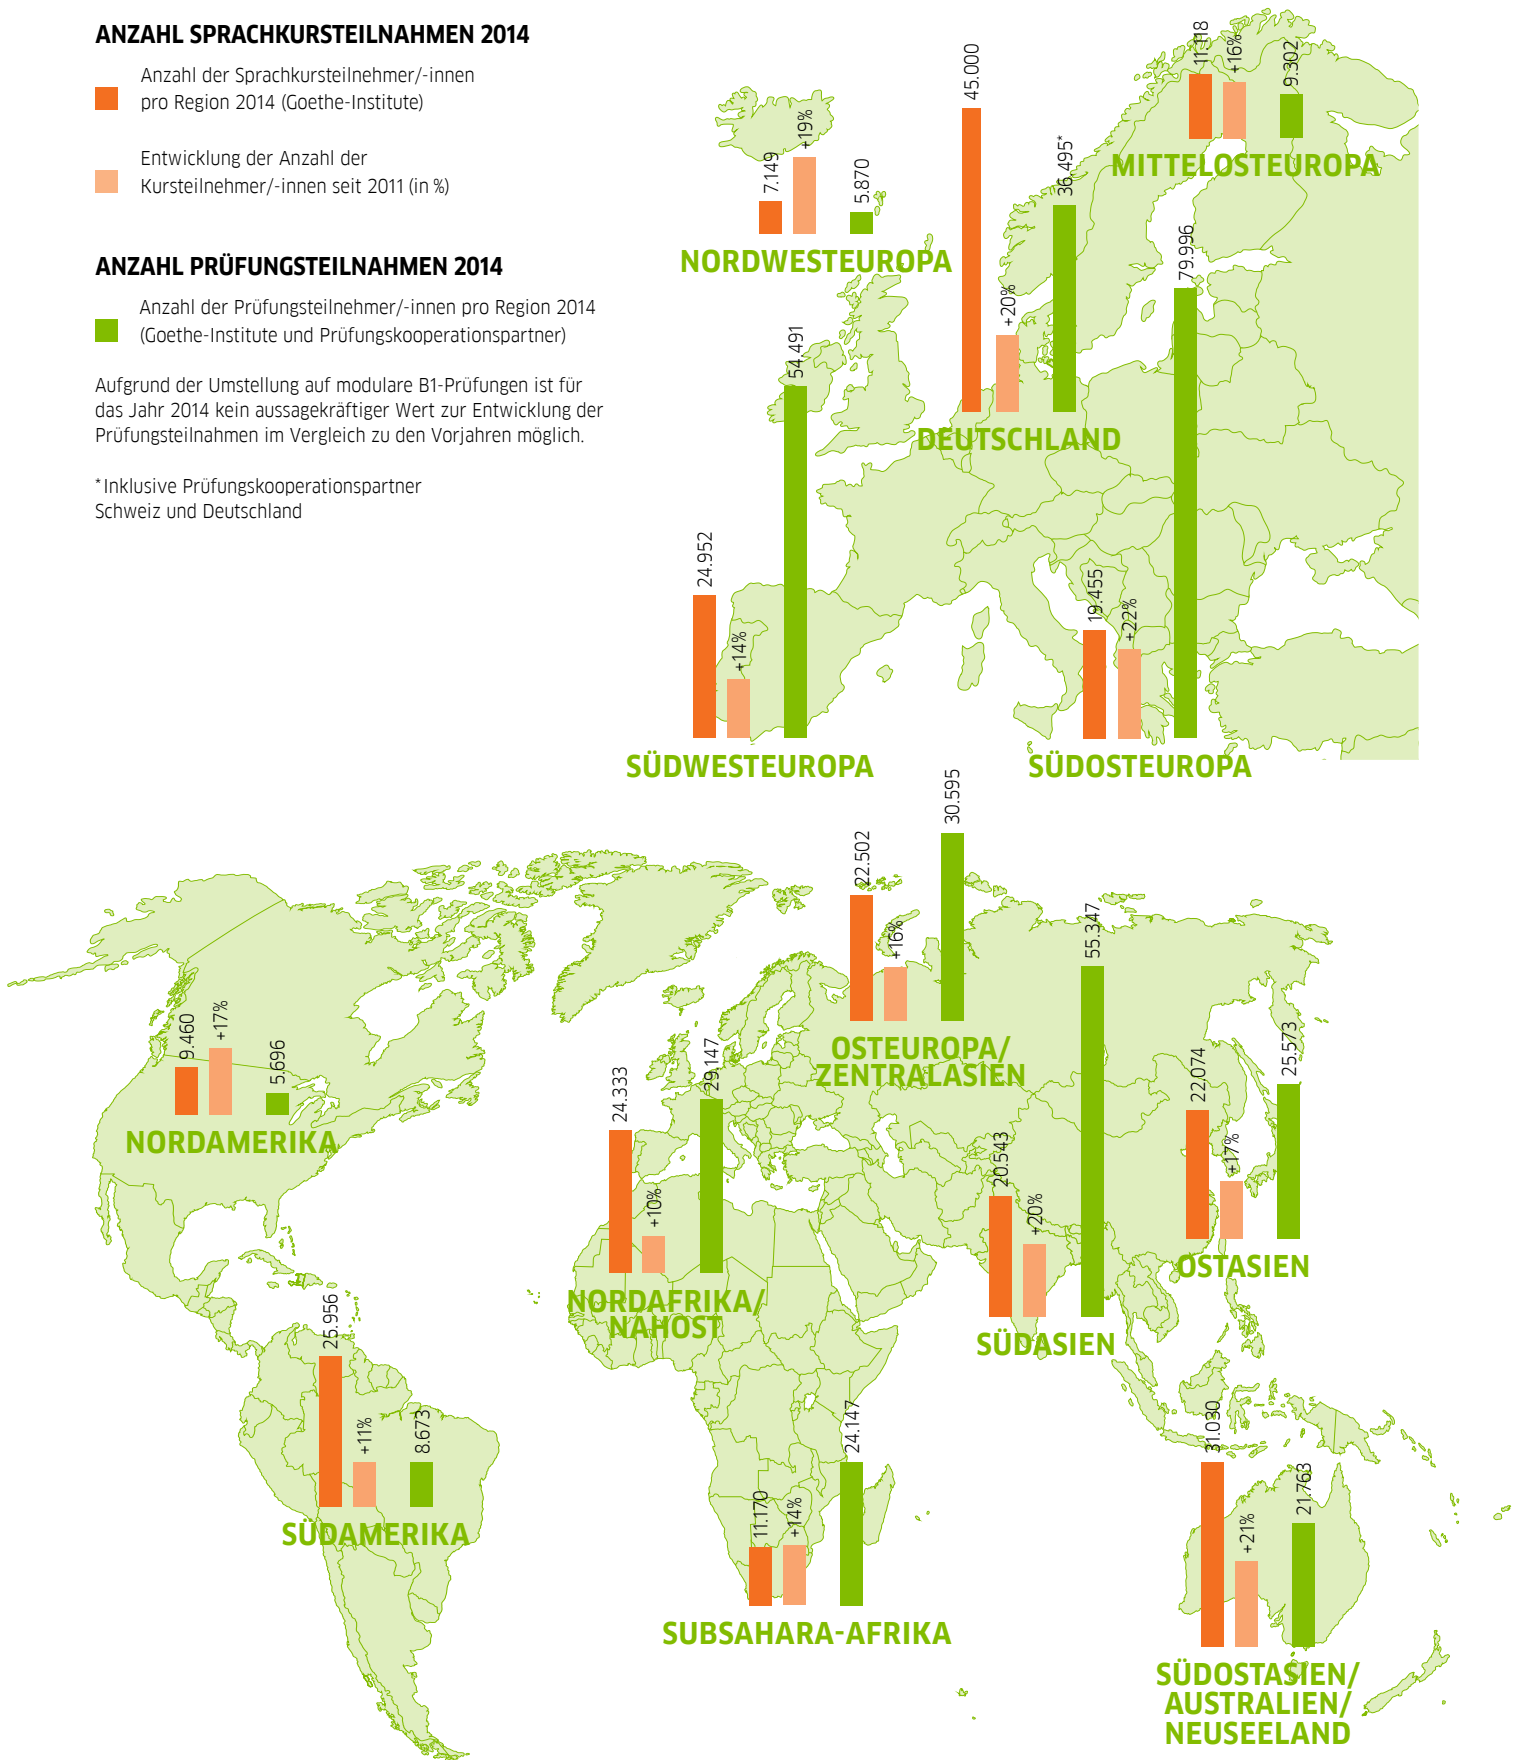 ANZAHL SPRACHKURSTEILNAHMEN 2014
Anzahl der Sprachkursteilnehmer/-innen
pro Region 2014 (Goethe-Institute)
Entwicklung der Anzahl der
Kursteilnehmer/-innen seit 2011 (in %)
ANZAHL PRÜFUNGSTEILNAHMEN 2014
Anzahl der Prüfungsteilnehmer/-innen pro Region 2014
(Goethe-Institute und Prüfungskooperationspartner)
Aufgrund der Umstellung auf modulare B1-Prüfungen ist für
das Jahr 2014 kein aussagekräftiger Wert zur Entwicklung der
Prüfungsteilnahmen im Vergleich zu den Vorjahren möglich.
*Inklusive Prüfungskooperationspartner
Schweiz und Deutschland
11.118
+16%
9.302
MITTELOSTEUROPA
7.149
+19%
5.870
NORDWESTEUROPA
45.000
+20%
36.495*
DEUTSCHLAND
24.952
+14%
54.491
SÜDWESTEUROPA
19.455
+22%
79.996
SÜDOSTEUROPA
22.502
+16%
30.595
OSTEUROPA/
ZENTRALASIEN
9.460
+17%
5.696
NORDAMERIKA
24.333
+10%
29.147
NORDAFRIKA/
NAHOST
20.543
+20%
55.347
SÜDASIEN
22.074
+17%
25.573
OSTASIEN
25.956
+11%
8.673
SÜDAMERIKA
11.170
+14%
24.147
SUBSAHARA-AFRIKA
31.030
+21%
21.763
SÜDOSTASIEN/
AUSTRALIEN/
NEUSEELAND